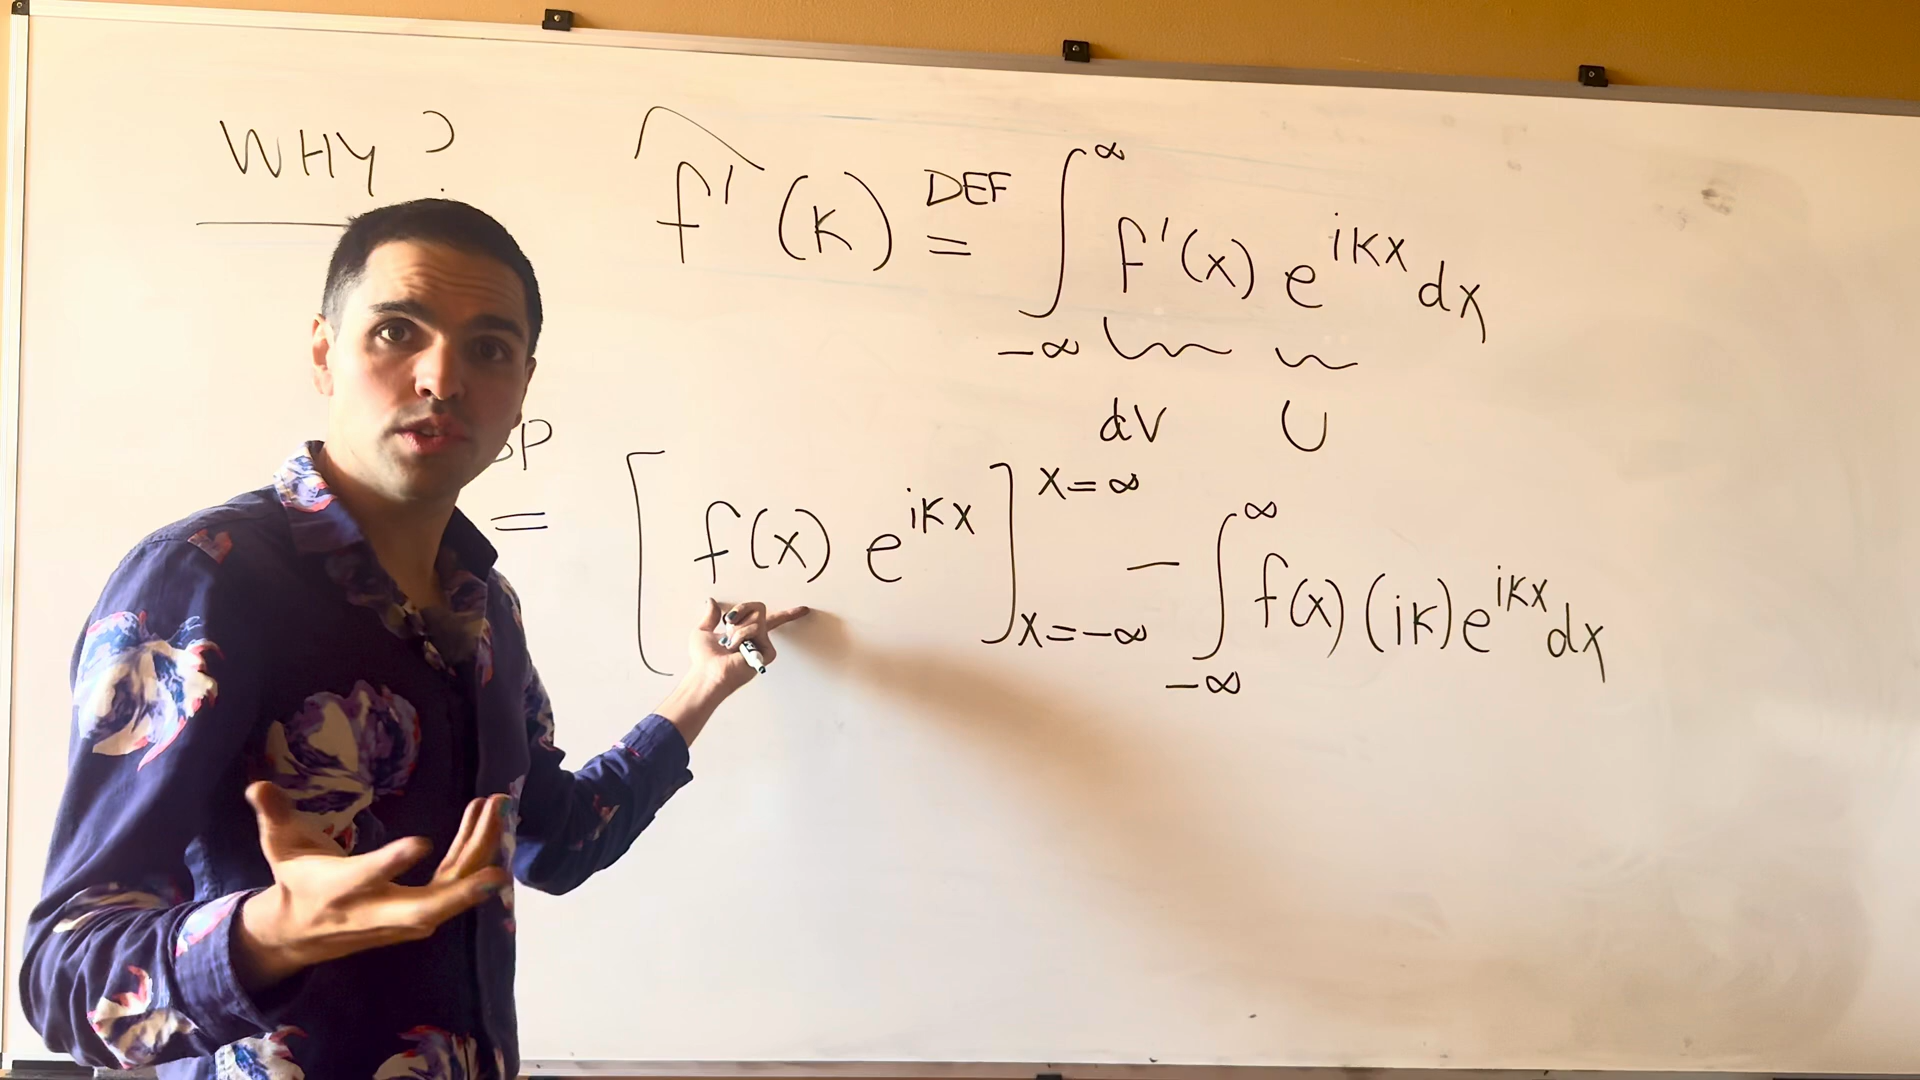 WHY?
f'(k) DEF = ∫_{-∞}^{∞} f'(x) e^{ikx} dx
dV U
= [f(x) e^{ikx}]_{x=-∞}^{x=∞} - ∫_{-∞}^{∞} f(x) (ik) e^{ikx} dx